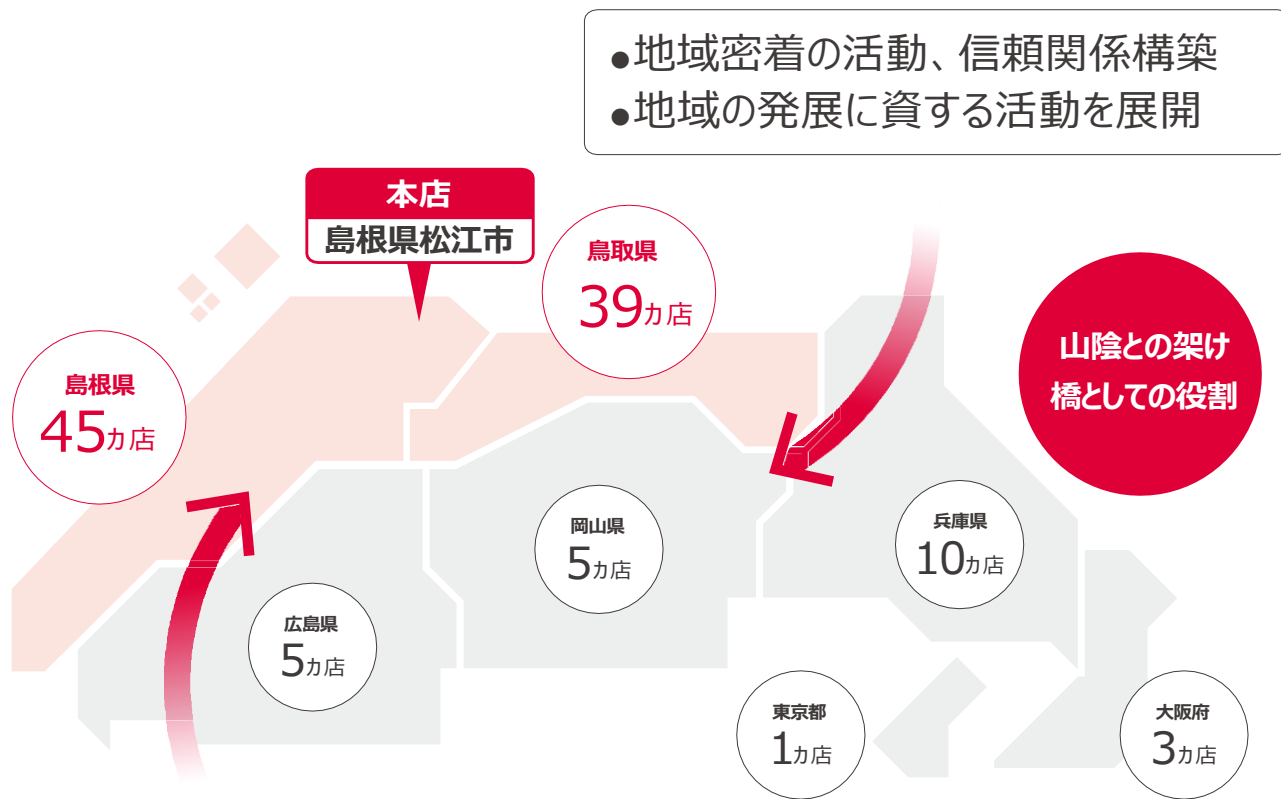 ●地域密着の活動、信頼関係構築
●地域の発展に資する活動を展開
本店
島根県松江市
鳥取県
39カ店
島根県
45カ店
山陰との架け
橋としての役割
岡山県
5カ店
兵庫県
10カ店
広島県
5カ店
東京都
1カ店
大阪府
3カ店